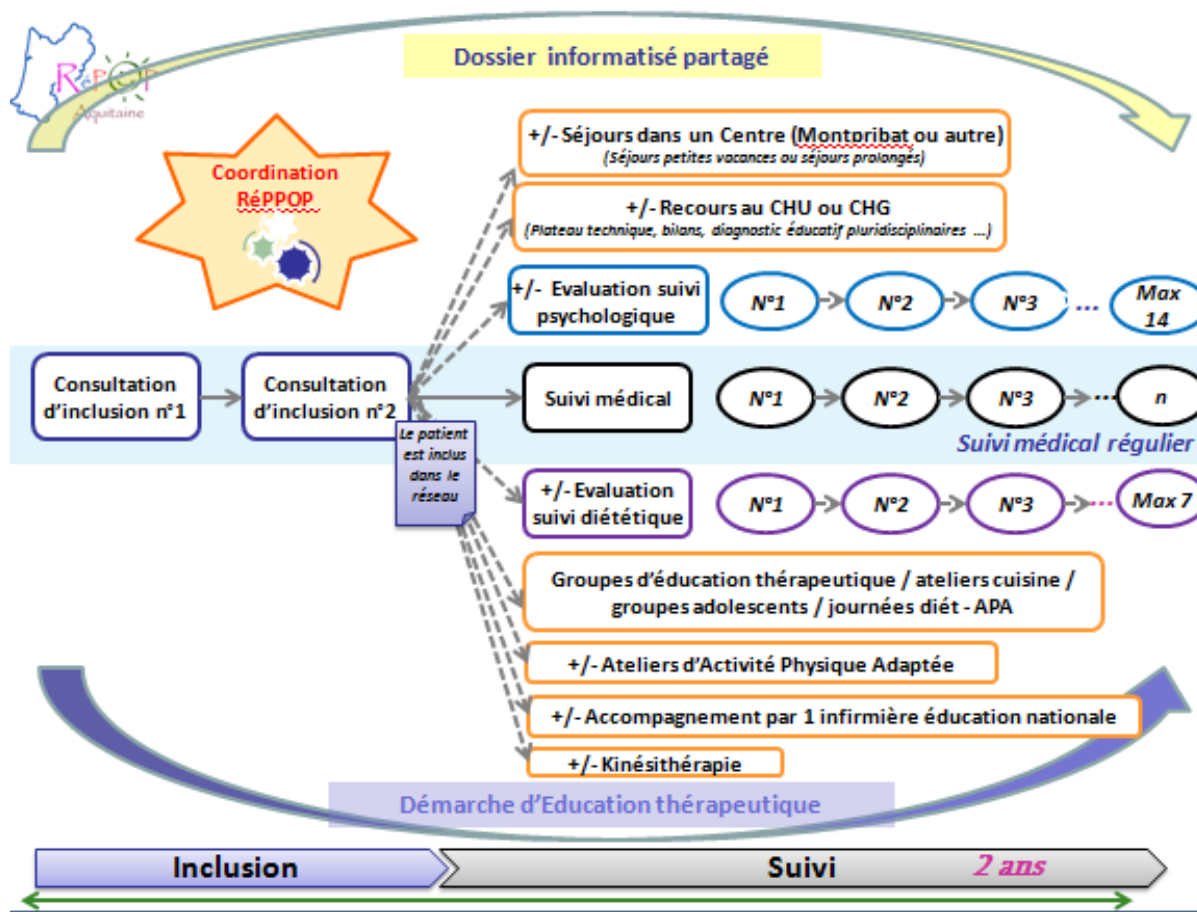 Dossier informatisé partagé
RéPPOP
Aquitaine
Coordination
RéPPOP
+/- Séjours dans un Centre (Montpribat ou autre)
(Séjours petites vacances ou séjours prolongés)
+/- Recours au CHU ou CHG
(Plateau technique, bilans, diagnostic éducatif pluridisciplinaires ...)
+/- Evaluation suivi
psychologique
N°1
N°2
N°3
...
Max
14
Consultation
d'inclusion n°1
Consultation
d'inclusion n°2
Suivi médical
N°1
N°2
N°3
...
n
Suivi médical régulier
Le patient
est inclus
dans le
réseau
+/- Evaluation
suivi diététique
N°1
N°2
N°3
...
Max 7
Groupes d'éducation thérapeutique / ateliers cuisine /
groupes adolescents / journées diét - APA
+/- Ateliers d'Activité Physique Adaptée
+/- Accompagnement par 1 infirmière éducation nationale
+/- Kinésithérapie
Démarche d'Education thérapeutique
Inclusion
Suivi
2 ans